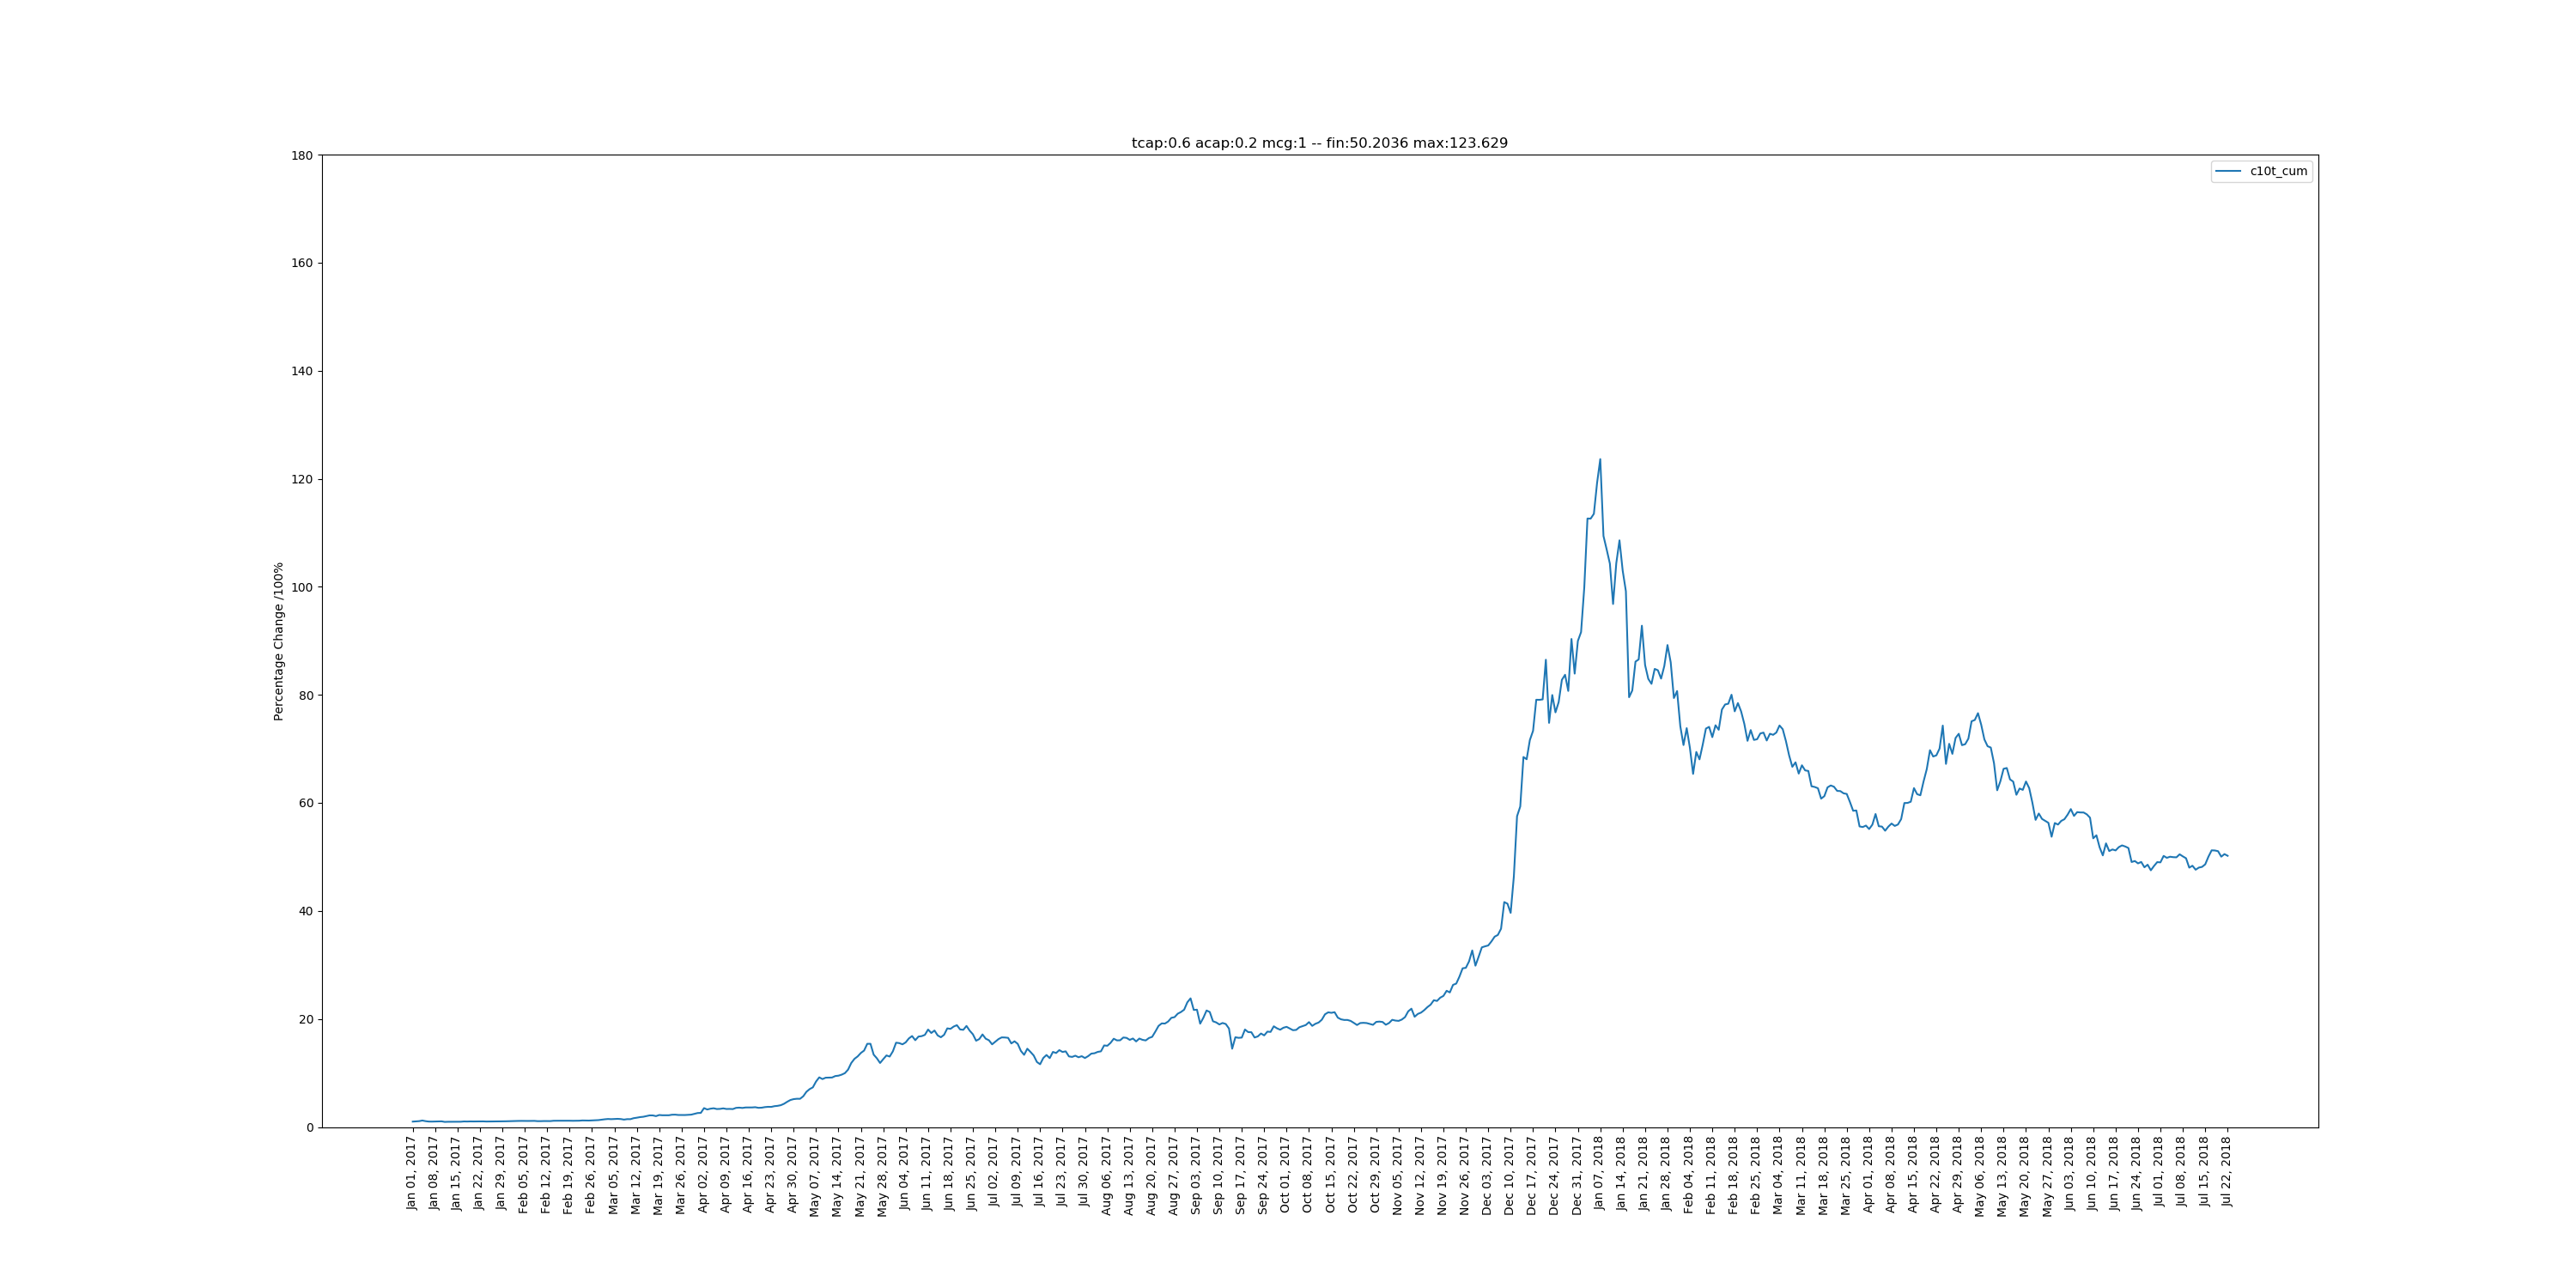 tcap:0.6 acap:0.2 mcg:1 -- fin:50.2036 max:123.629
c10t_cum
Percentage Change /100%
180
160
140
120
100
80
60
40
20
0
Jan 01, 2017
Jan 08, 2017
Jan 15, 2017
Jan 22, 2017
Jan 29, 2017
Feb 05, 2017
Feb 12, 2017
Feb 19, 2017
Feb 26, 2017
Mar 05, 2017
Mar 12, 2017
Mar 19, 2017
Mar 26, 2017
Apr 02, 2017
Apr 09, 2017
Apr 16, 2017
Apr 23, 2017
Apr 30, 2017
May 07, 2017
May 14, 2017
May 21, 2017
May 28, 2017
Jun 04, 2017
Jun 11, 2017
Jun 18, 2017
Jun 25, 2017
Jul 02, 2017
Jul 09, 2017
Jul 16, 2017
Jul 23, 2017
Jul 30, 2017
Aug 06, 2017
Aug 13, 2017
Aug 20, 2017
Aug 27, 2017
Sep 03, 2017
Sep 10, 2017
Sep 17, 2017
Sep 24, 2017
Oct 01, 2017
Oct 08, 2017
Oct 15, 2017
Oct 22, 2017
Oct 29, 2017
Nov 05, 2017
Nov 12, 2017
Nov 19, 2017
Nov 26, 2017
Dec 03, 2017
Dec 10, 2017
Dec 17, 2017
Dec 24, 2017
Dec 31, 2017
Jan 07, 2018
Jan 14, 2018
Jan 21, 2018
Jan 28, 2018
Feb 04, 2018
Feb 11, 2018
Feb 18, 2018
Feb 25, 2018
Mar 04, 2018
Mar 11, 2018
Mar 18, 2018
Mar 25, 2018
Apr 01, 2018
Apr 08, 2018
Apr 15, 2018
Apr 22, 2018
Apr 29, 2018
May 06, 2018
May 13, 2018
May 20, 2018
May 27, 2018
Jun 03, 2018
Jun 10, 2018
Jun 17, 2018
Jun 24, 2018
Jul 01, 2018
Jul 08, 2018
Jul 15, 2018
Jul 22, 2018